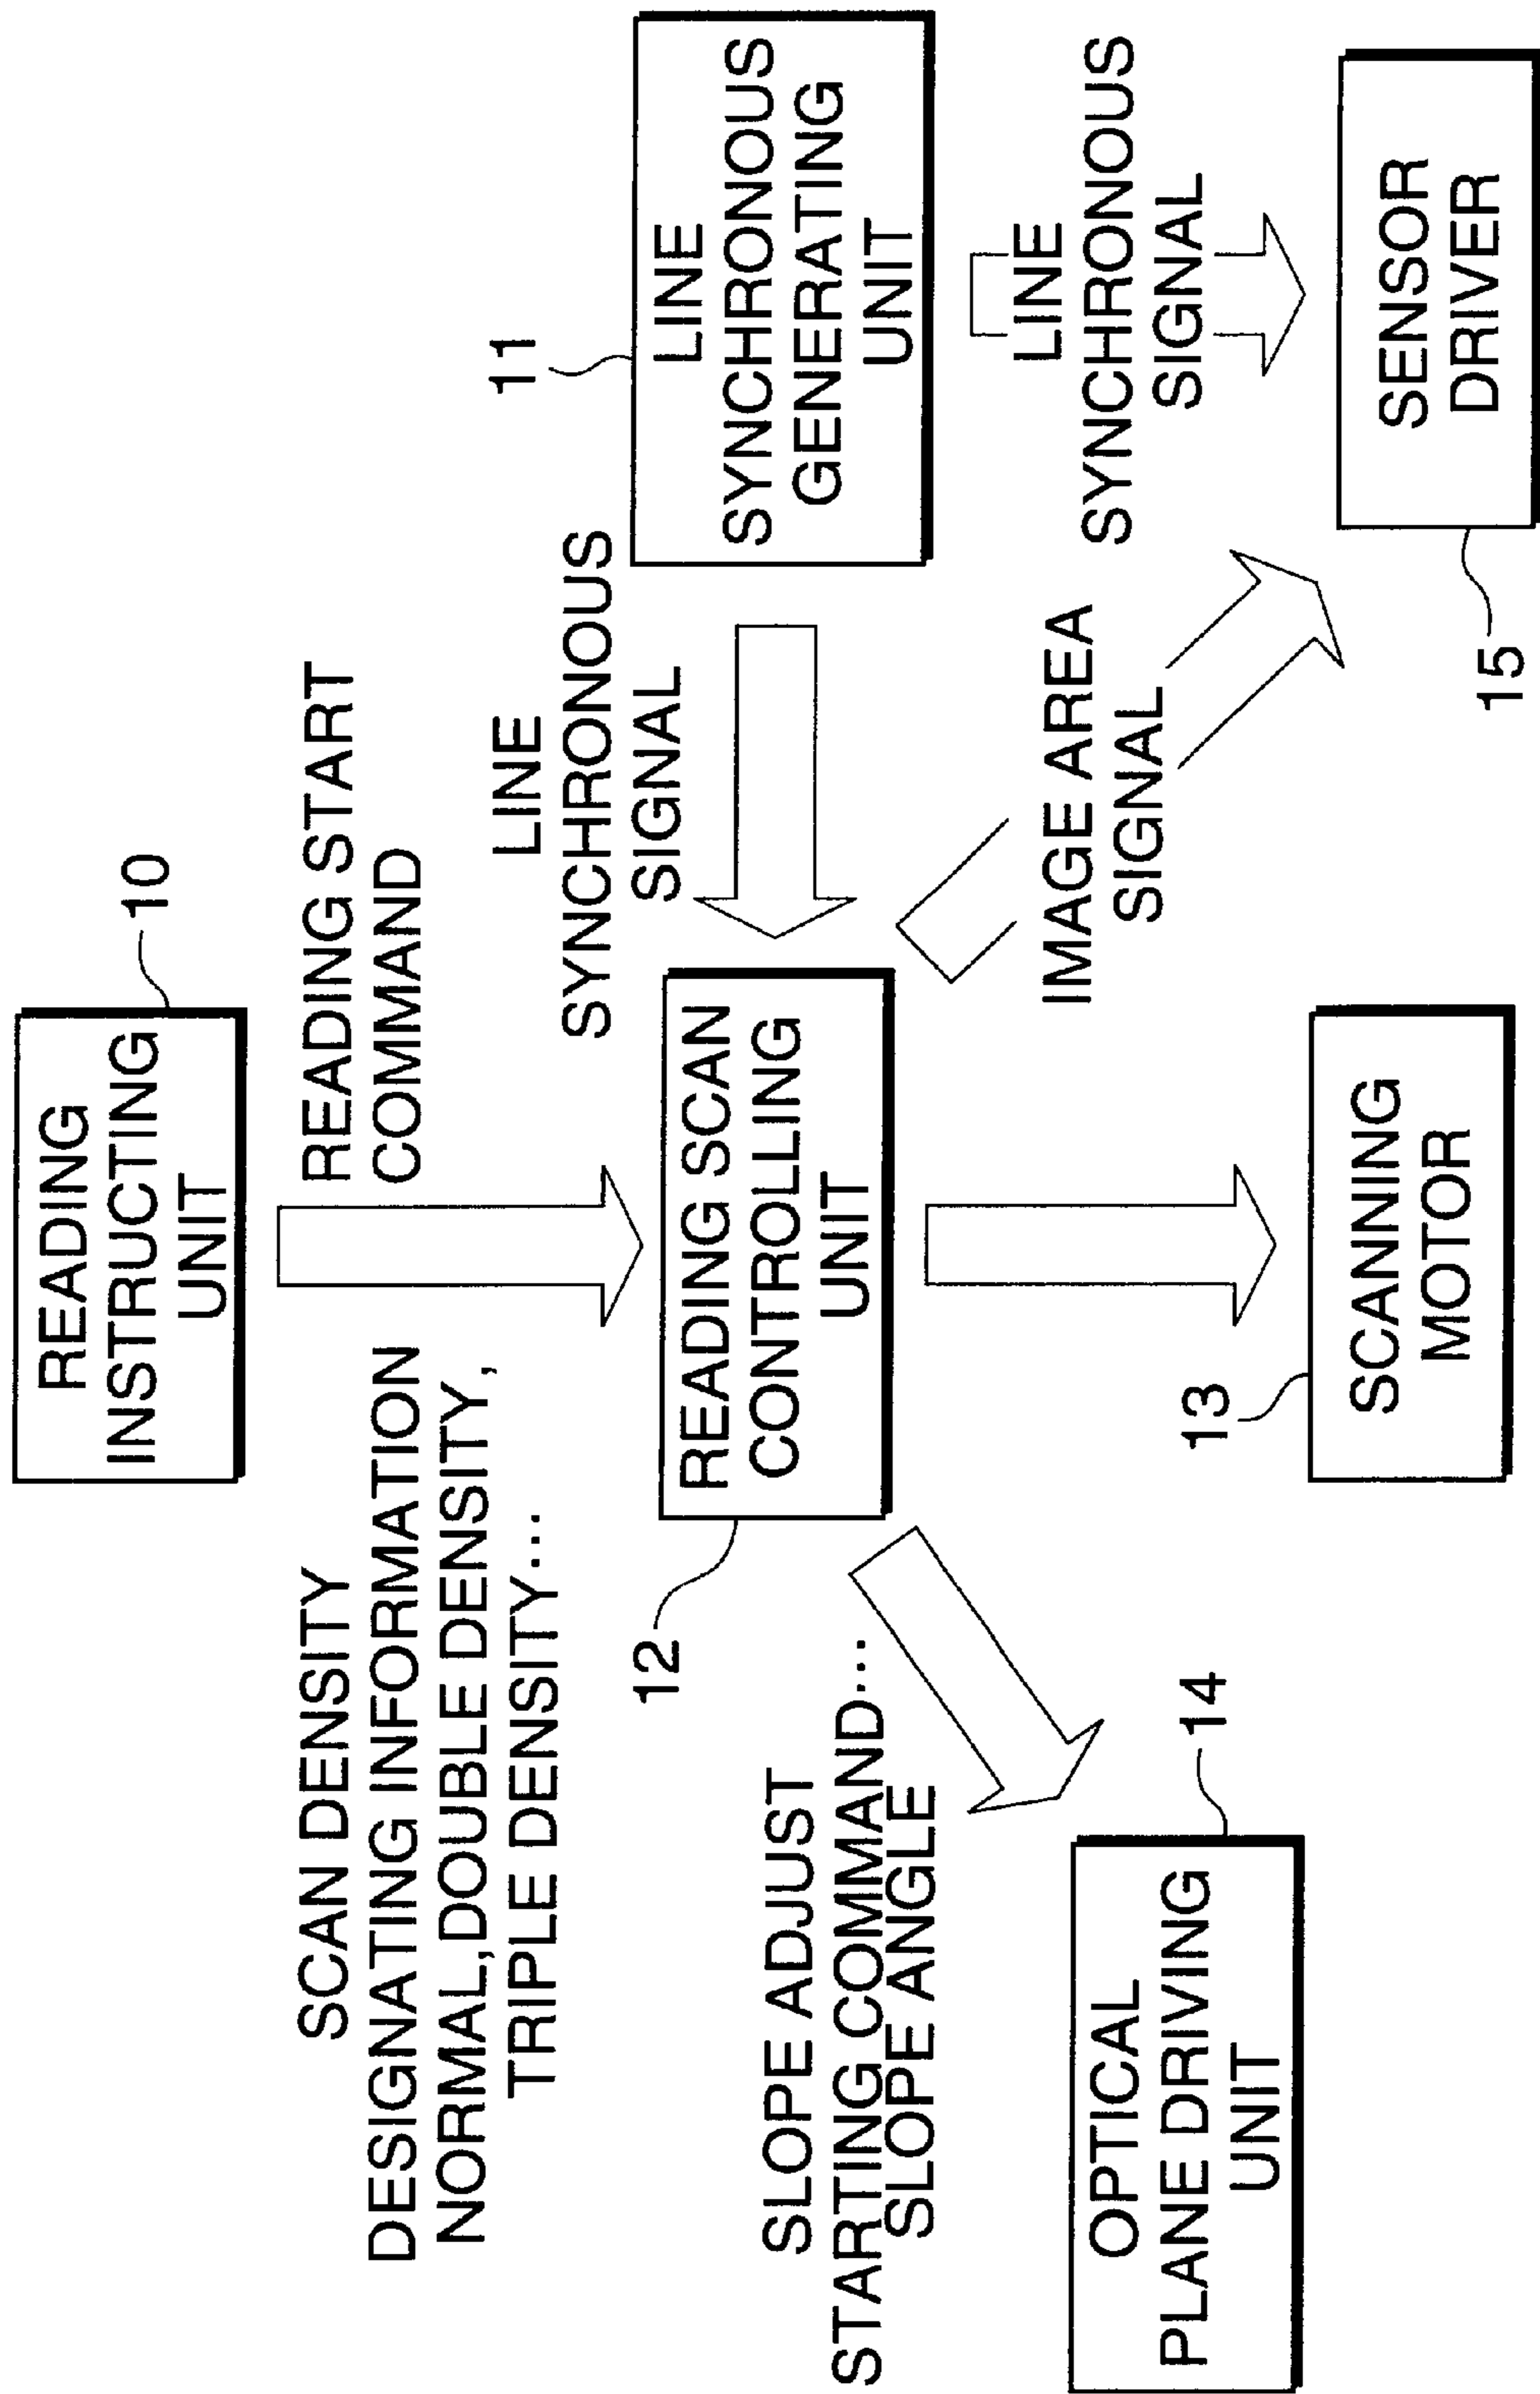 READING
INSTRUCTING
UNIT
10
SCAN DENSITY
DESIGNATING INFORMATION
NORMAL,DOUBLE DENSITY,
TRIPLE DENSITY...
READING START
COMMAND
11
LINE
SYNCHRONOUS
SIGNAL
LINE
SYNCHRONOUS
GENERATING
UNIT
12
READING SCAN
CONTROLLING
UNIT
SLOPE ADJUST
STARTING COMMAND...
SLOPE ANGLE
IMAGE AREA
SIGNAL
LINE
SYNCHRONOUS
SIGNAL
14
OPTICAL
PLANE DRIVING
UNIT
13
SCANNING
MOTOR
15
SENSOR
DRIVER